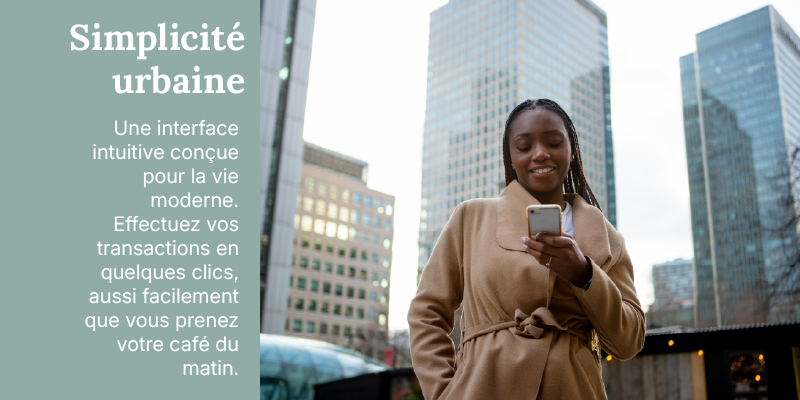 Simplicité
urbaine
Une interface
intuitive conçue
pour la vie
moderne.
Effectuez vos
transactions en
quelques clics,
aussi facilement
que vous prenez
votre café du
matin.